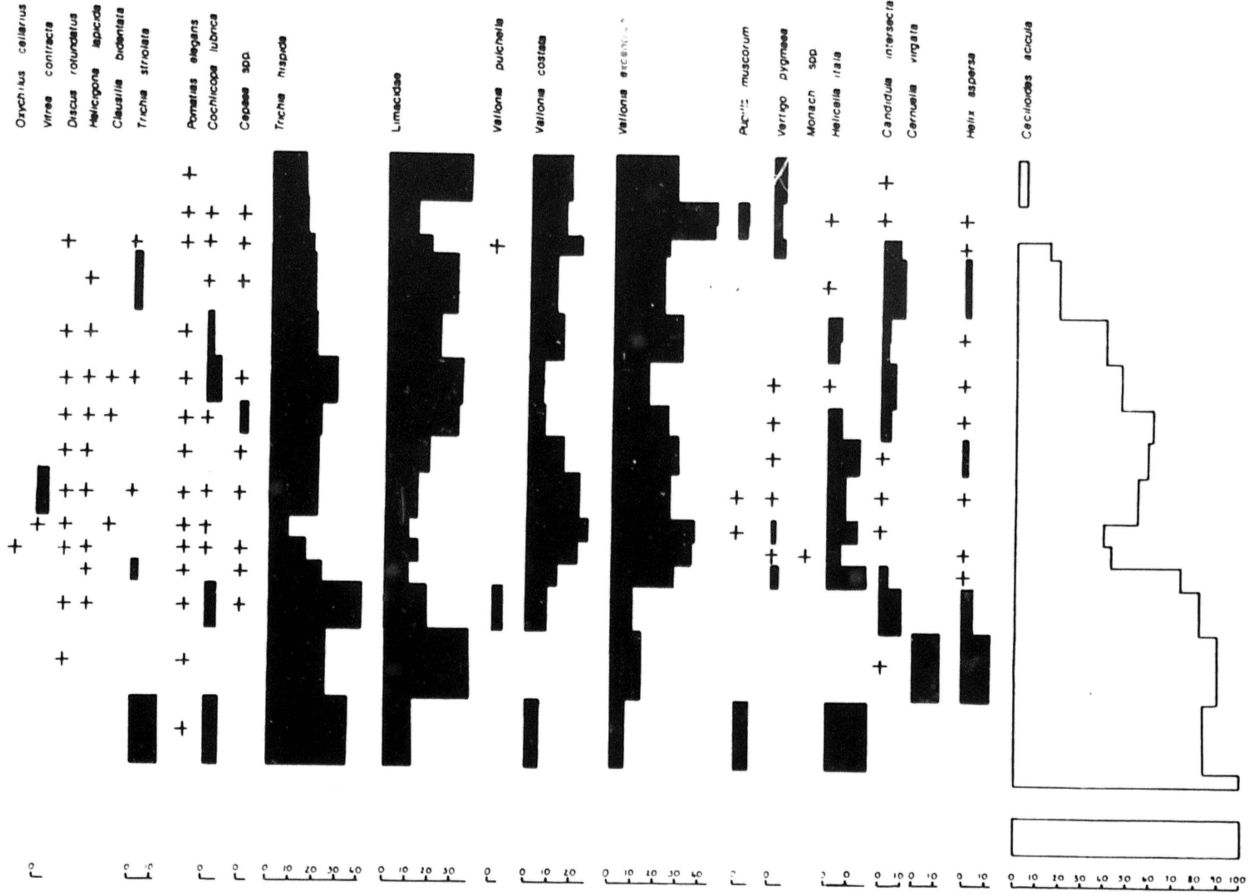 Oxychilus cellarius
Vitrea contracta
Discus rotundatus
Helicigona lapicida
Clausilia bidentata
Trichia striolata
Pomatias elegans
Cochlicopa lubrica
Cepaea spp.
Trichia hispida
Limacidae
Vallonia pulchella
Vallonia costata
Vallonia
muscorum
Vertigo pygmaea
Monach spp
Helicella itala
Candidula intersecta
Cernuella virgata
Helix aspersa
Cecilioides acicula
0
0 10
0
0
0 10 20 30 40
0 10 20 30
0
0 10 20
0 10 20 30 40 50
0
0
0
0 10
0 10
0 10
0 10 20 30 40 50 60 70 80 90 100